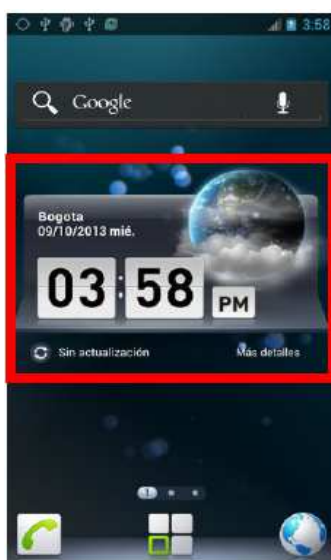 3:58
Google
Bogota
09/10/2013 mié.
03:58 PM
Sin actualización
Más detalles
1